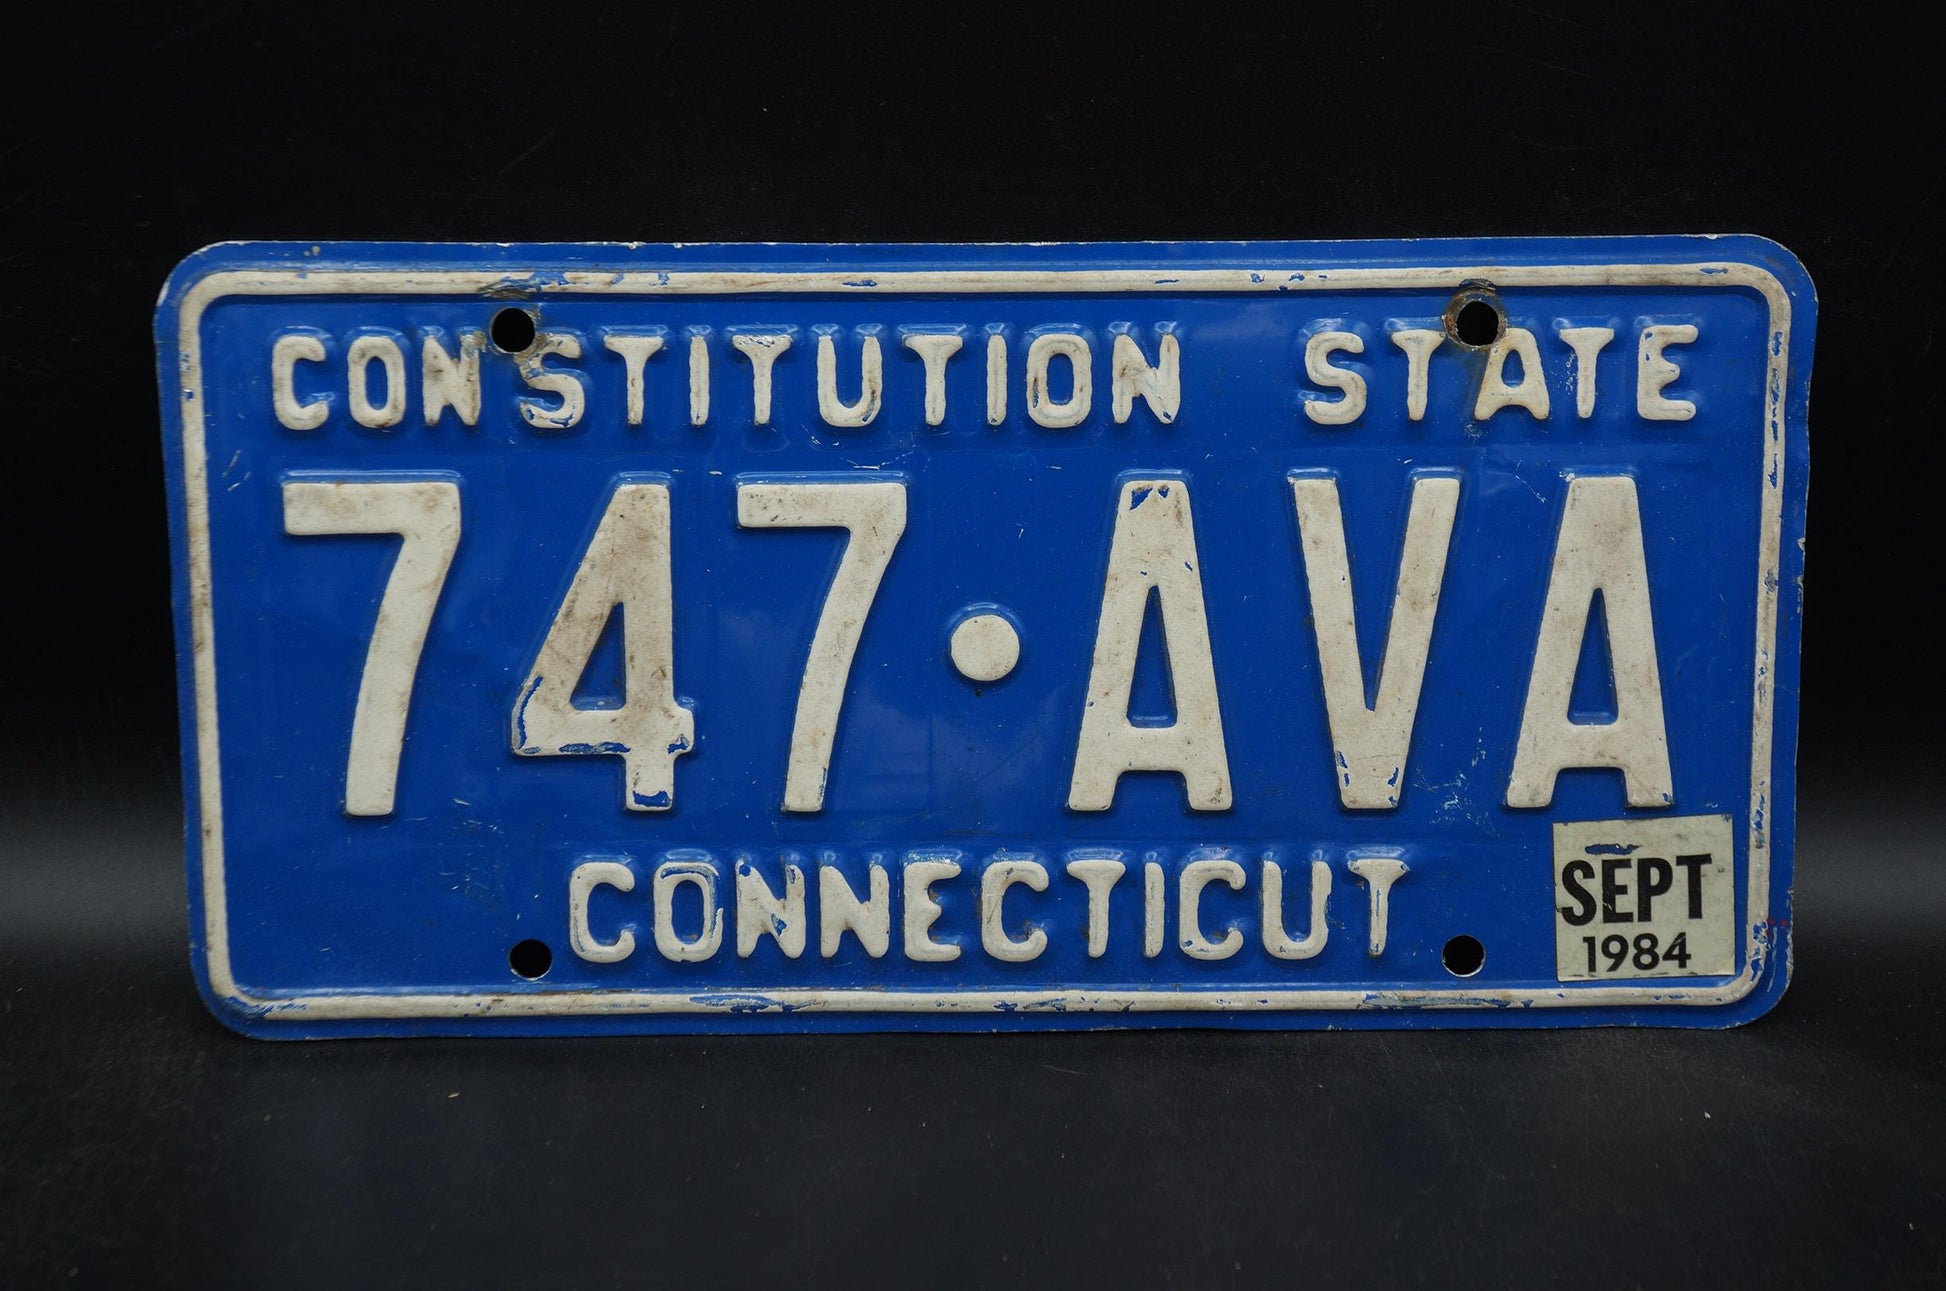 CONSTITUTION STATE
747•AVA
CONNECTICUT
SEPT
1984